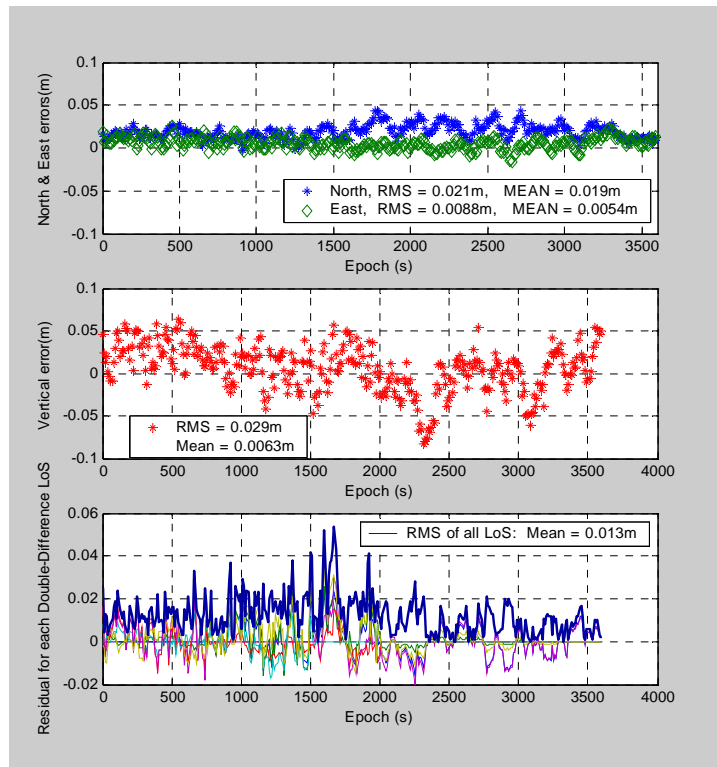 North & East errors(m)
0.1
0.05
0
-0.05
-0.1
North, RMS = 0.021m, MEAN = 0.019m
East, RMS = 0.0088m, MEAN = 0.0054m
0 500 1000 1500 2000 2500 3000 3500
Epoch (s)
Vertical error(m)
0.1
0.05
0
-0.05
-0.1
RMS = 0.029m
Mean = 0.0063m
0 500 1000 1500 2000 2500 3000 3500 4000
Epoch (s)
Residual for each Double-Difference LoS
0.06
0.04
0.02
0
-0.02
RMS of all LoS: Mean = 0.013m
0 500 1000 1500 2000 2500 3000 3500 4000
Epoch (s)